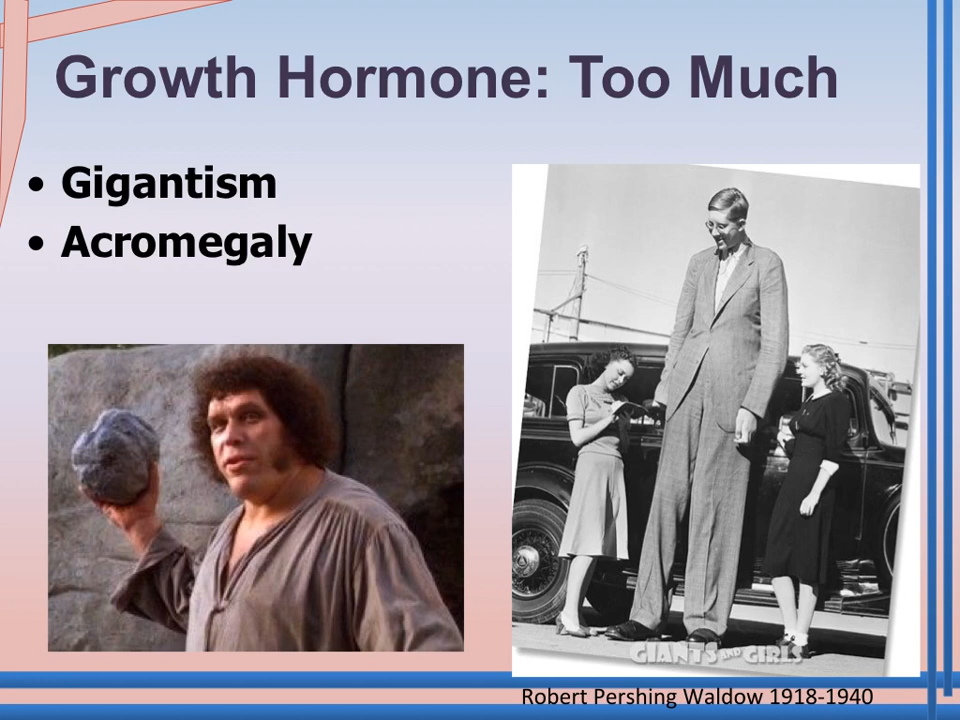 Growth Hormone: Too Much
• Gigantism
• Acromegaly
GIANTS AND GIRLS
Robert Pershing Waldow 1918-1940